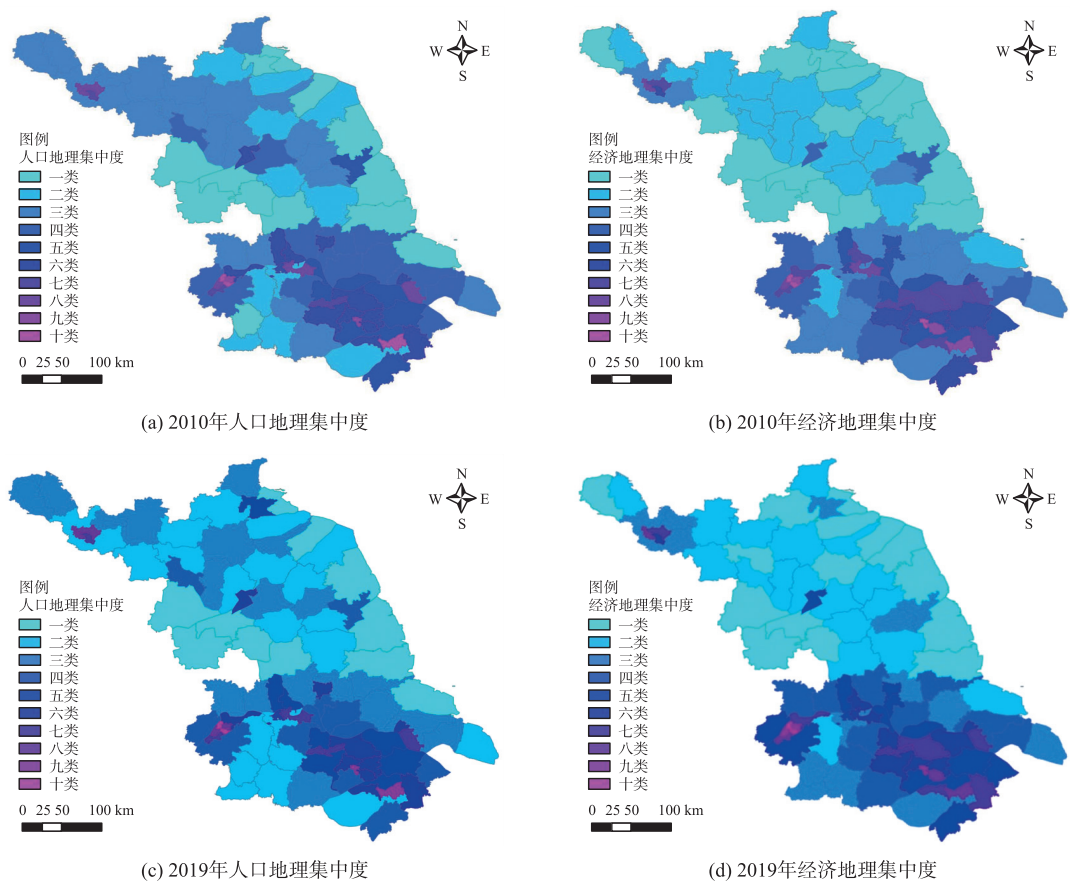 N
W E
S
图例
人口地理集中度
一类
二类
三类
四类
五类
六类
七类
八类
九类
十类
0 25 50 100 km
(a) 2010年人口地理集中度
N
W E
S
图例
经济地理集中度
一类
二类
三类
四类
五类
六类
七类
八类
九类
十类
0 25 50 100 km
(b) 2010年经济地理集中度
N
W E
S
图例
人口地理集中度
一类
二类
三类
四类
五类
六类
七类
八类
九类
十类
0 25 50 100 km
(c) 2019年人口地理集中度
N
W E
S
图例
经济地理集中度
一类
二类
三类
四类
五类
六类
七类
八类
九类
十类
0 25 50 100 km
(d) 2019年经济地理集中度